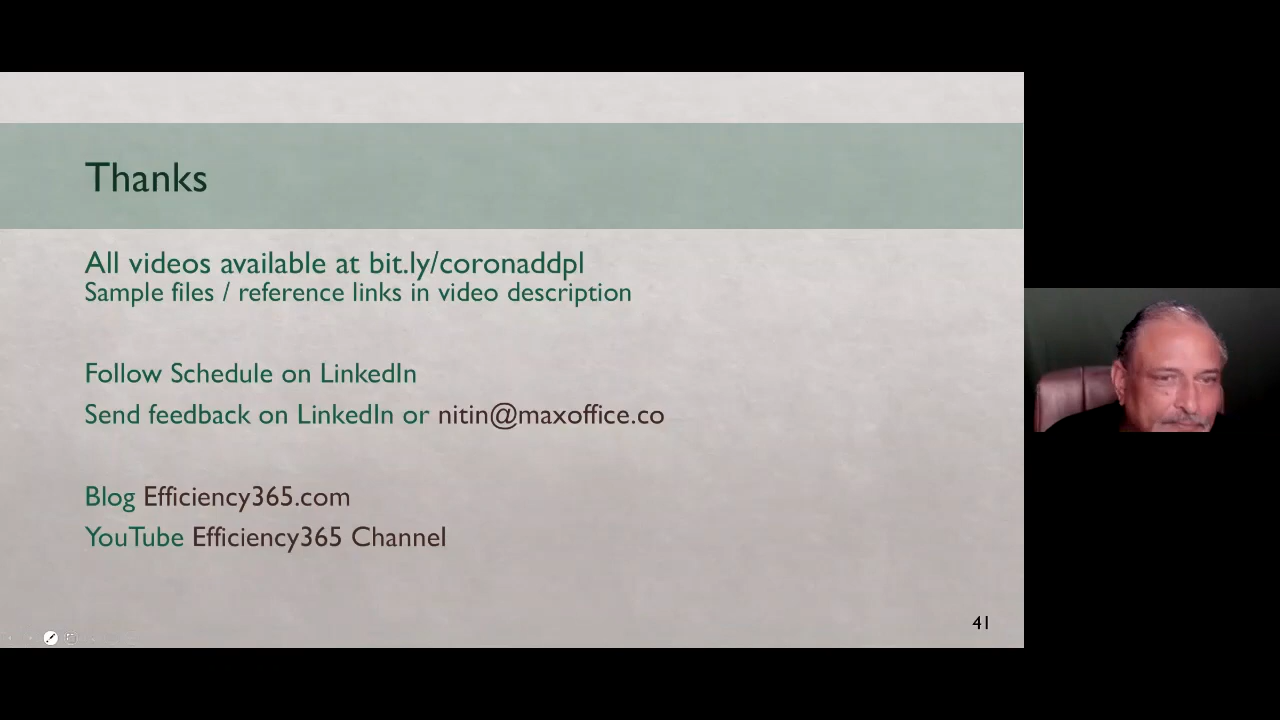 Thanks
All videos available at bit.ly/coronaddpl
Sample files / reference links in video description
Follow Schedule on LinkedIn
Send feedback on LinkedIn or nitin@maxoffice.co
Blog Efficiency365.com
YouTube Efficiency365 Channel
41